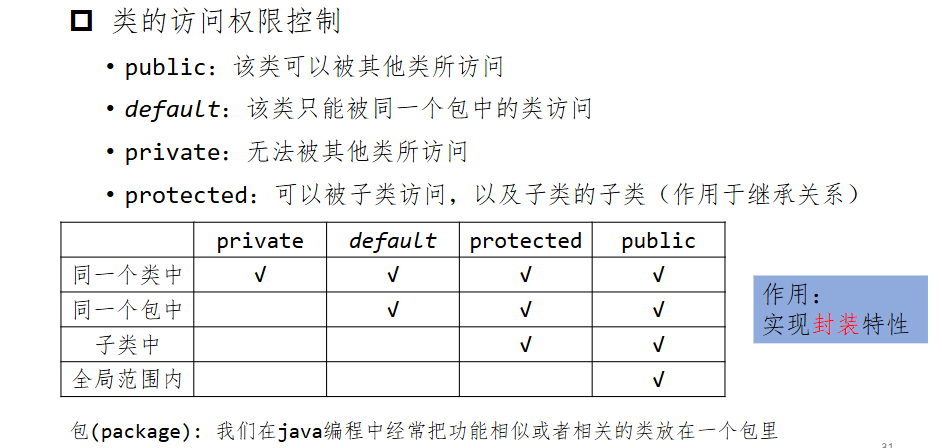 类的访问权限控制
• public: 该类可以被其他类所访问
• default: 该类只能被同一个包中的类访问
• private: 无法被其他类所访问
• protected: 可以被子类访问，以及子类的子类（作用于继承关系）
private default protected public
同一个类中 √ √ √ √
同一个包中 √ √ √
子类中 √ √
全局范围内 √
作用:
实现封装特性
包(package): 我们在java编程中经常把功能相似或者相关的类放在一个包里
31